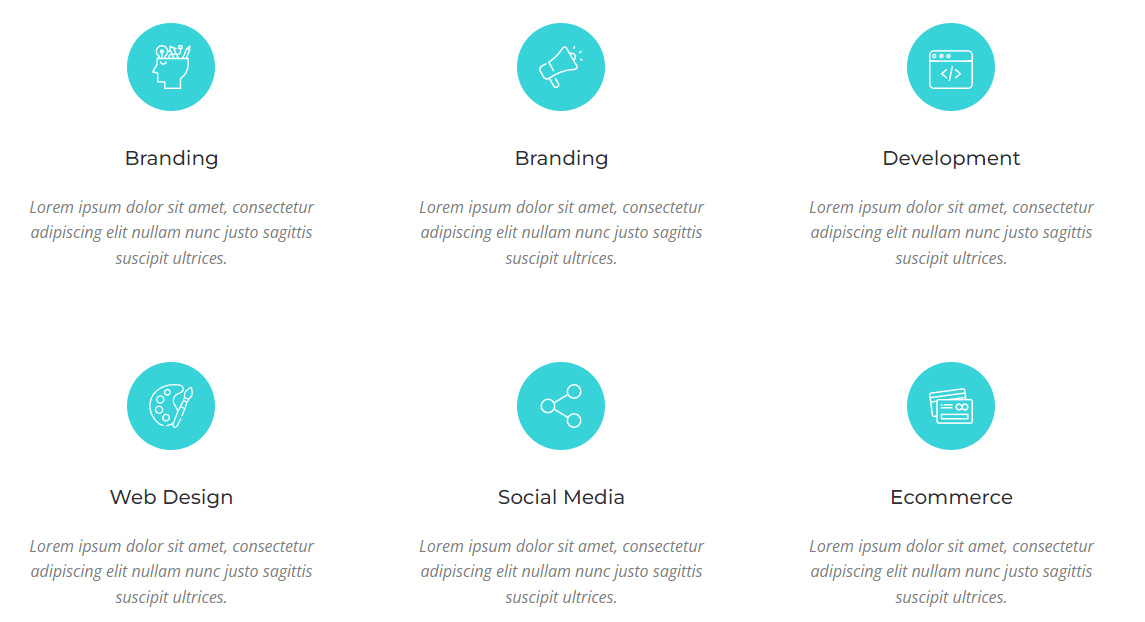 Branding
Lorem ipsum dolor sit amet, consectetur
adipiscing elit nullam nunc justo sagittis
suscipit ultrices.
Branding
Lorem ipsum dolor sit amet, consectetur
adipiscing elit nullam nunc justo sagittis
suscipit ultrices.
Development
Lorem ipsum dolor sit amet, consectetur
adipiscing elit nullam nunc justo sagittis
suscipit ultrices.
Web Design
Lorem ipsum dolor sit amet, consectetur
adipiscing elit nullam nunc justo sagittis
suscipit ultrices.
Social Media
Lorem ipsum dolor sit amet, consectetur
adipiscing elit nullam nunc justo sagittis
suscipit ultrices.
Ecommerce
Lorem ipsum dolor sit amet, consectetur
adipiscing elit nullam nunc justo sagittis
suscipit ultrices.